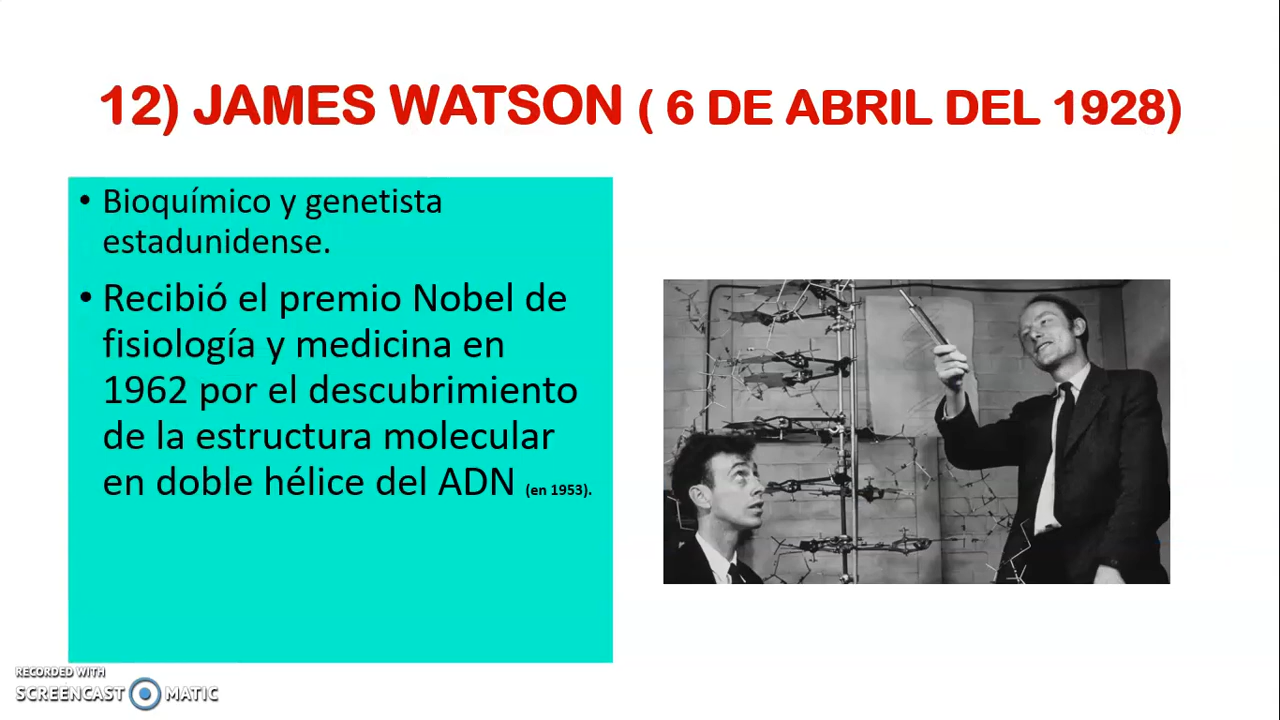 12) JAMES WATSON ( 6 DE ABRIL DEL 1928)
• Bioquímico y genetista
estadunidense.
• Recibió el premio Nobel de
fisiología y medicina en
1962 por el descubrimiento
de la estructura molecular
en doble hélice del ADN (en 1953).
RECORDED WITH
SCREENCAST MATIC